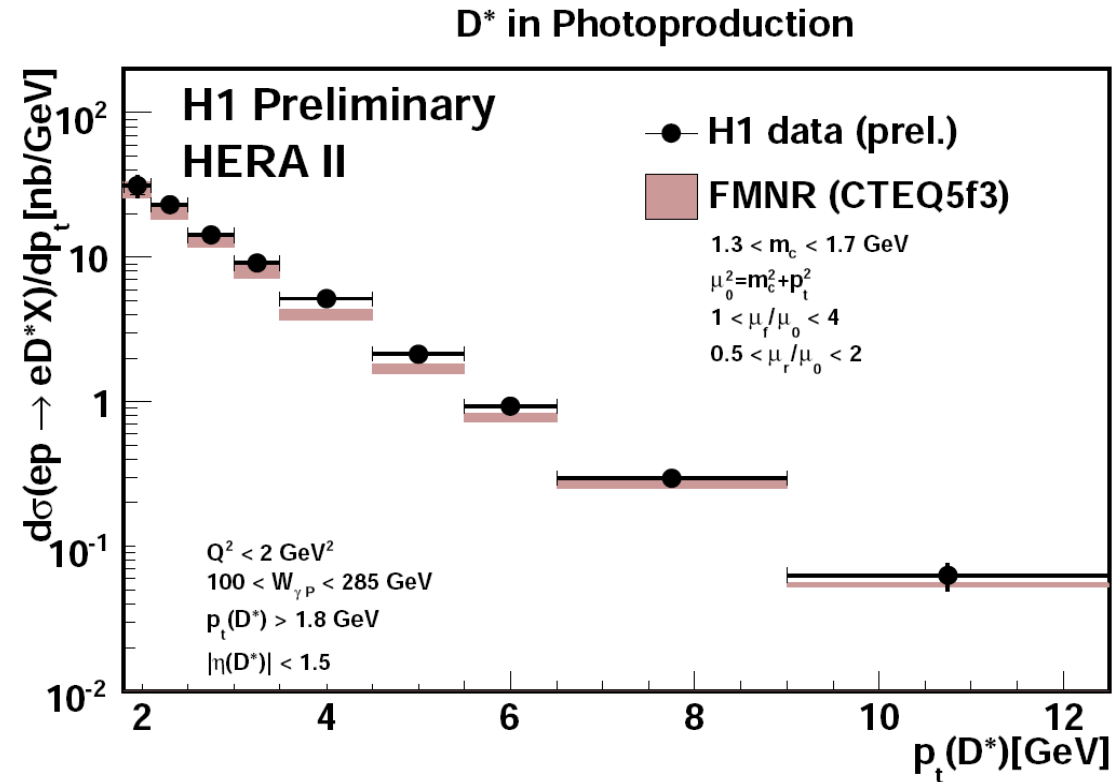 D* in Photoproduction
H1 Preliminary
HERA II
H1 data (prel.)
FMNR (CTEQ5f3)
1.3 < m_c < 1.7 GeV
μ_0^2=m_c^2+p_t^2
1 < μ_f/μ_0 < 4
0.5 < μ_r/μ_0 < 2
Q^2 < 2 GeV^2
100 < W_γP < 285 GeV
p_t(D*) > 1.8 GeV
|η(D*)| < 1.5
dσ(ep → eD*X)/dp_t[nb/GeV]
10^2
10
1
10^-1
10^-2
2 4 6 8 10 12
p_t(D*)[GeV]